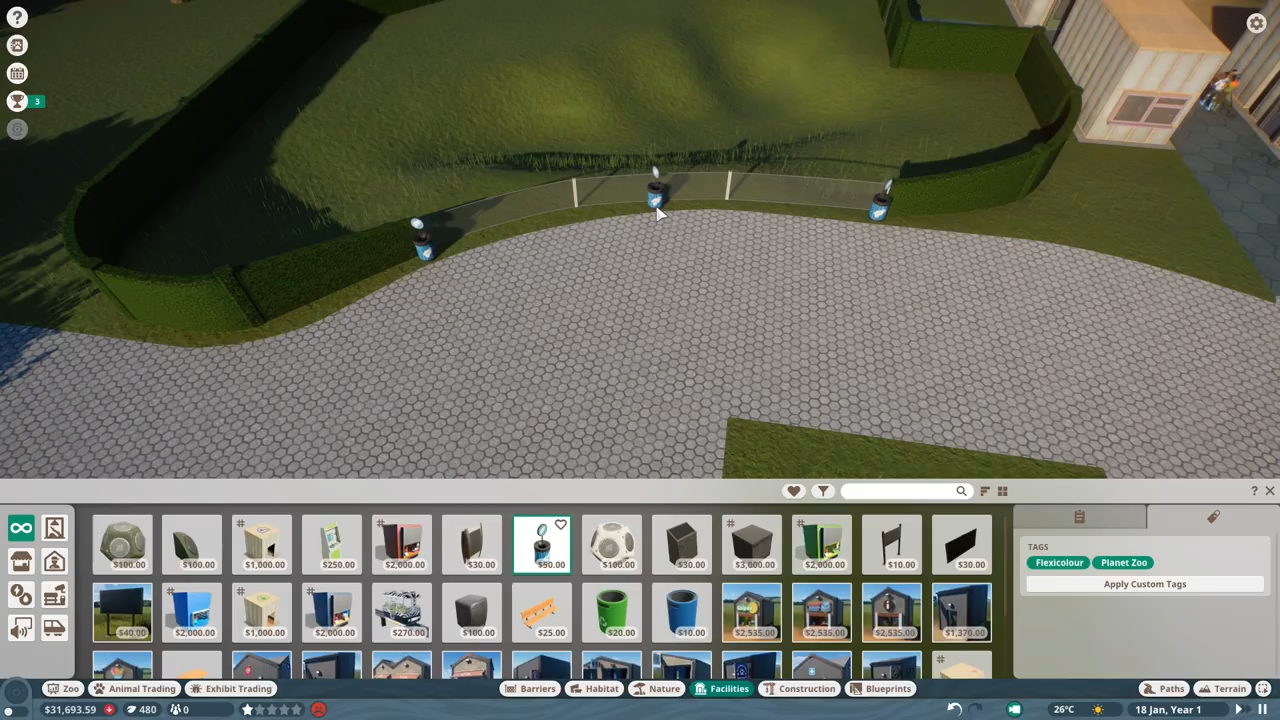 ?
3
? ×
∞
# # # #
$100.00 $100.00 $1,000.00 $250.00 $2,000.00 $30.00 $50.00 $100.00 $30.00 $3,000.00 $2,000.00 $10.00 $30.00
# # #
$40.00 $2,000.00 $1,000.00 $2,000.00 $270.00 $100.00 $25.00 $20.00 $10.00 $2,535.00 $2,535.00 $2,535.00 $1,370.00
#
TAGS
Flexicolour Planet Zoo
Apply Custom Tags
Zoo Animal Trading Exhibit Trading Barriers Habitat Nature Facilities Construction Blueprints Paths Terrain
$31,693.59 480 0 26°C 18 Jan, Year 1